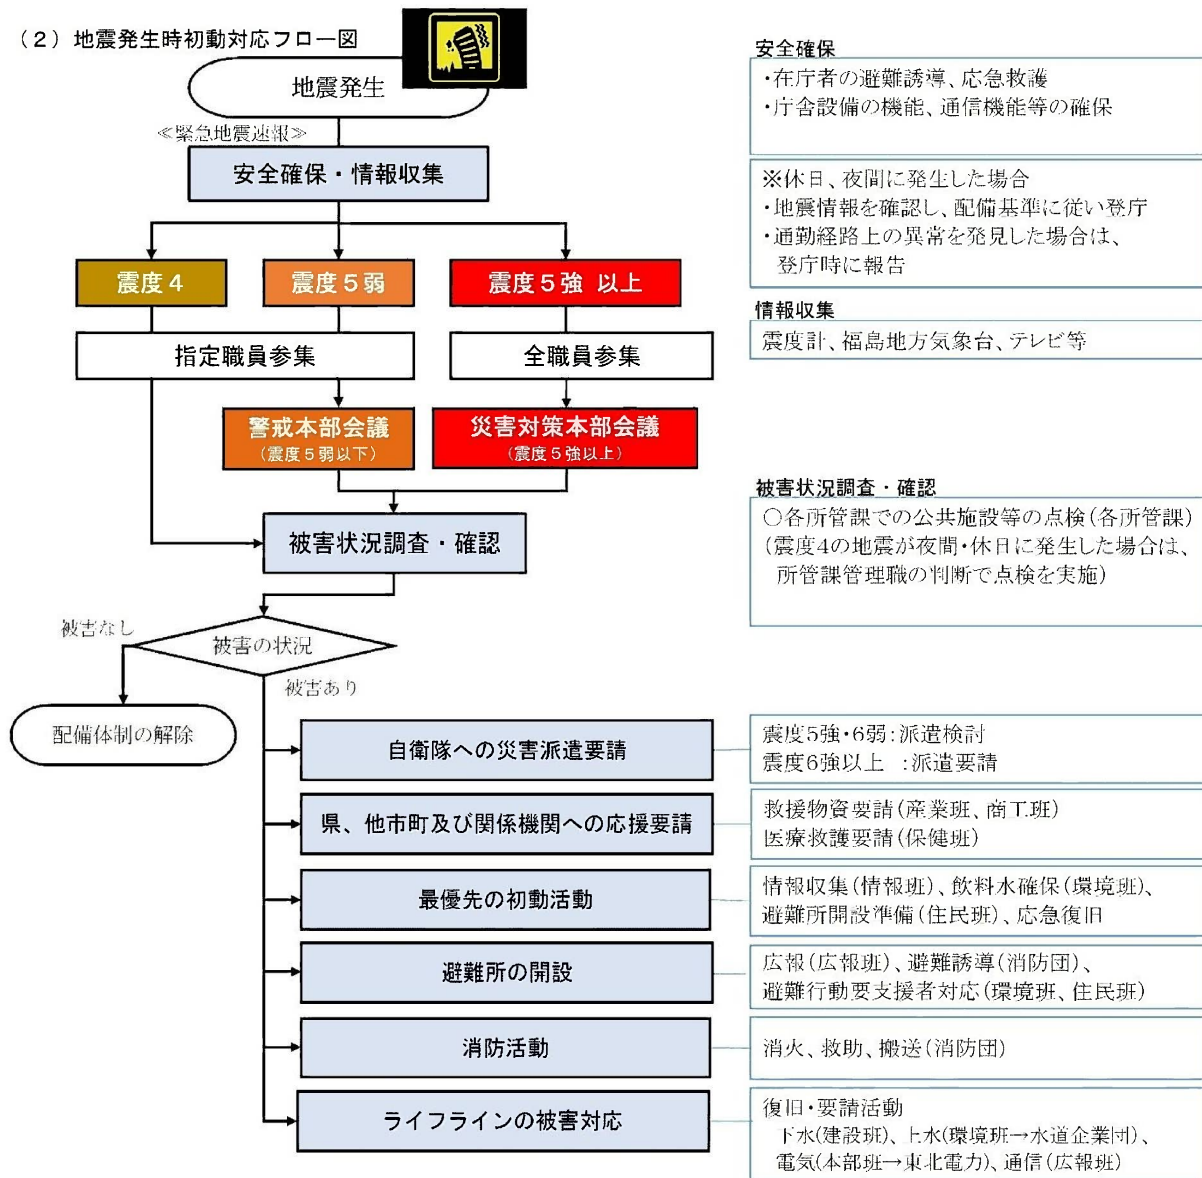 （２）地震発生時初動対応フロー図
地震発生
≪緊急地震速報≫
安全確保・情報収集
震度４
震度５弱
震度５強 以上
指定職員参集
全職員参集
警戒本部会議
（震度５弱以下）
災害対策本部会議
（震度５強以上）
被害状況調査・確認
被害の状況
被害なし
被害あり
配備体制の解除
自衛隊への災害派遣要請
県、他市町及び関係機関への応援要請
最優先の初動活動
避難所の開設
消防活動
ライフラインの被害対応
安全確保
・在庁者の避難誘導、応急救護
・庁舎設備の機能、通信機能等の確保
※休日、夜間に発生した場合
・地震情報を確認し、配備基準に従い登庁
・通勤経路上の異常を発見した場合は、
登庁時に報告
情報収集
震度計、福島地方気象台、テレビ等
被害状況調査・確認
○各所管課での公共施設等の点検(各所管課)
(震度4の地震が夜間・休日に発生した場合は、
所管課管理職の判断で点検を実施)
震度5強・6弱：派遣検討
震度6強以上 ：派遣要請
救援物資要請(産業班、商工班)
医療救護要請(保健班)
情報収集(情報班)、飲料水確保(環境班)、
避難所開設準備(住民班)、応急復旧
広報(広報班)、避難誘導(消防団)、
避難行動要支援者対応(環境班、住民班)
消火、救助、搬送(消防団)
復旧・要請活動
下水(建設班)、上水(環境班→水道企業団)、
電気(本部班→東北電力)、通信(広報班)